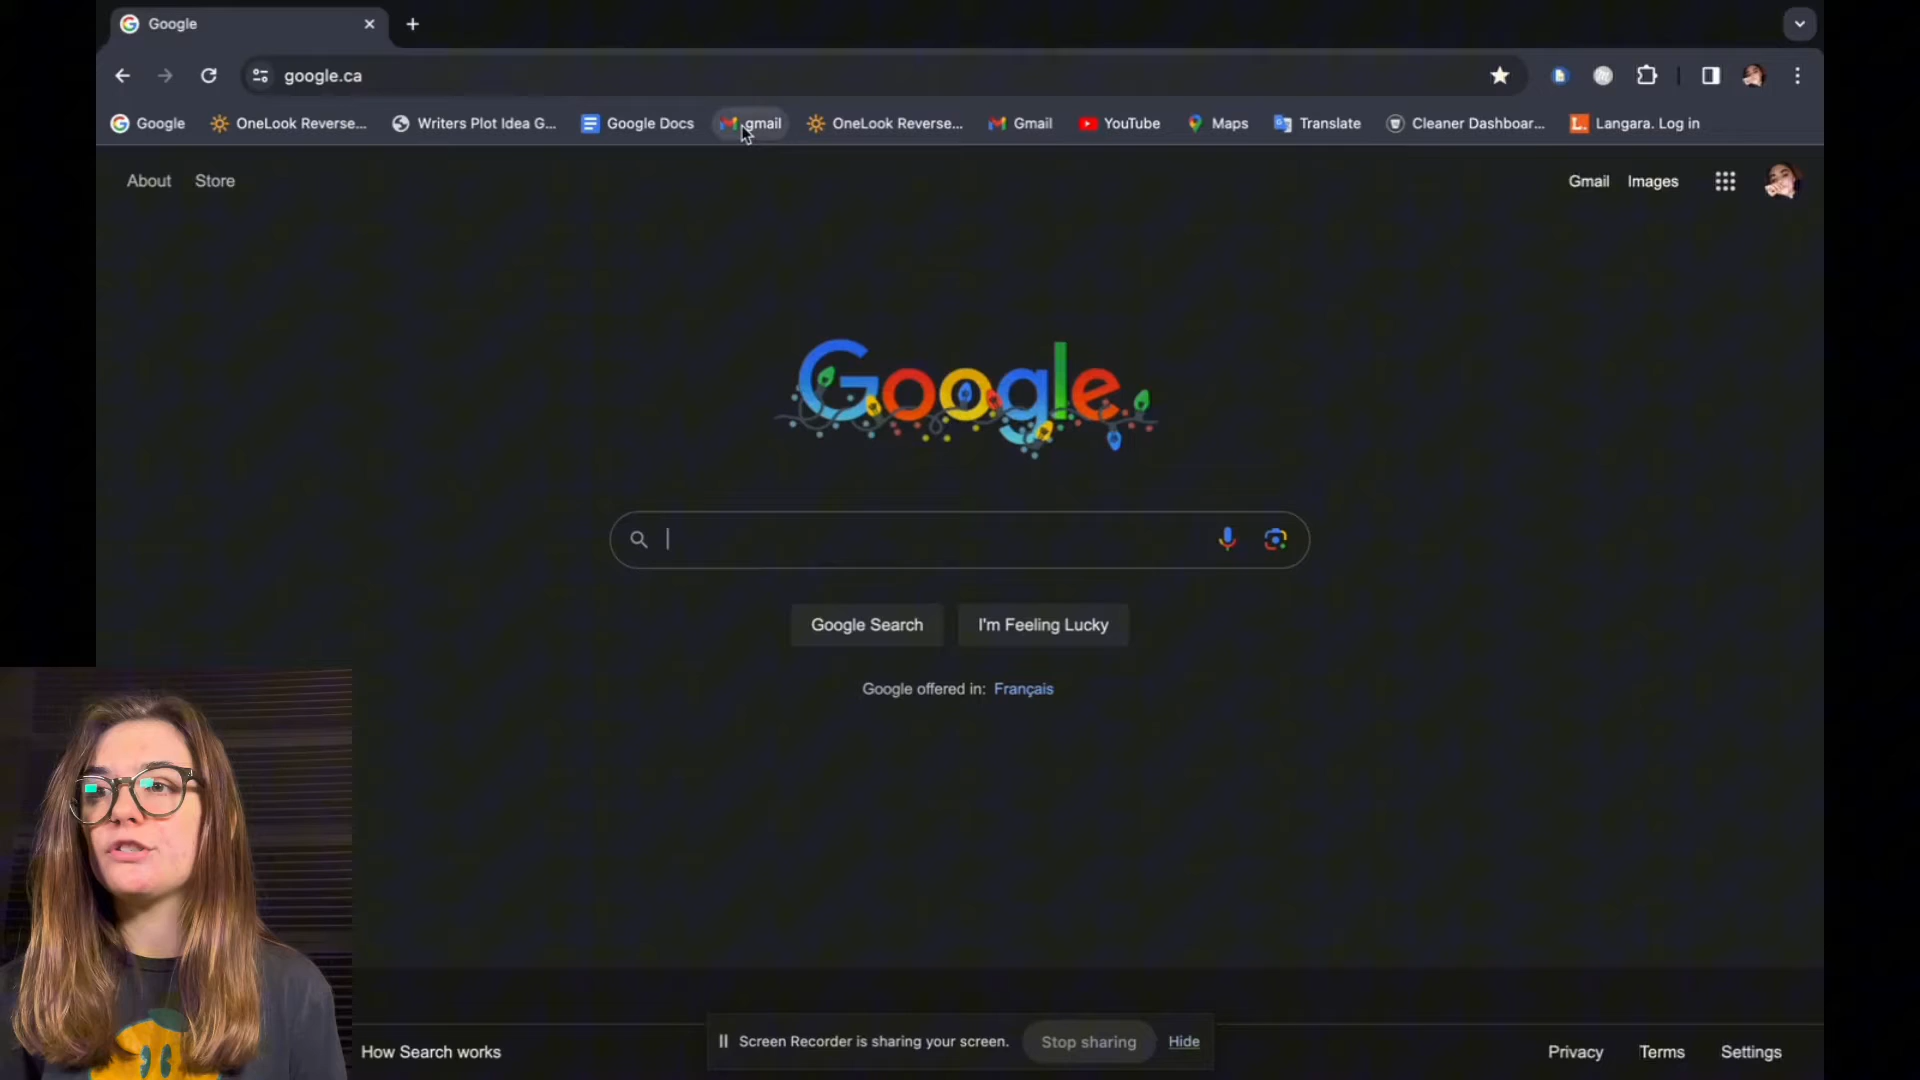 Google
google.ca
Google
OneLook Reverse...
Writers Plot Idea G...
Google Docs
gmail
OneLook Reverse...
Gmail
YouTube
Maps
Translate
Cleaner Dashboar...
Langara. Log in
About
Store
Gmail
Images
Google
Google Search
I'm Feeling Lucky
Google offered in: Français
Screen Recorder is sharing your screen.
Stop sharing
Hide
How Search works
Privacy
Terms
Settings